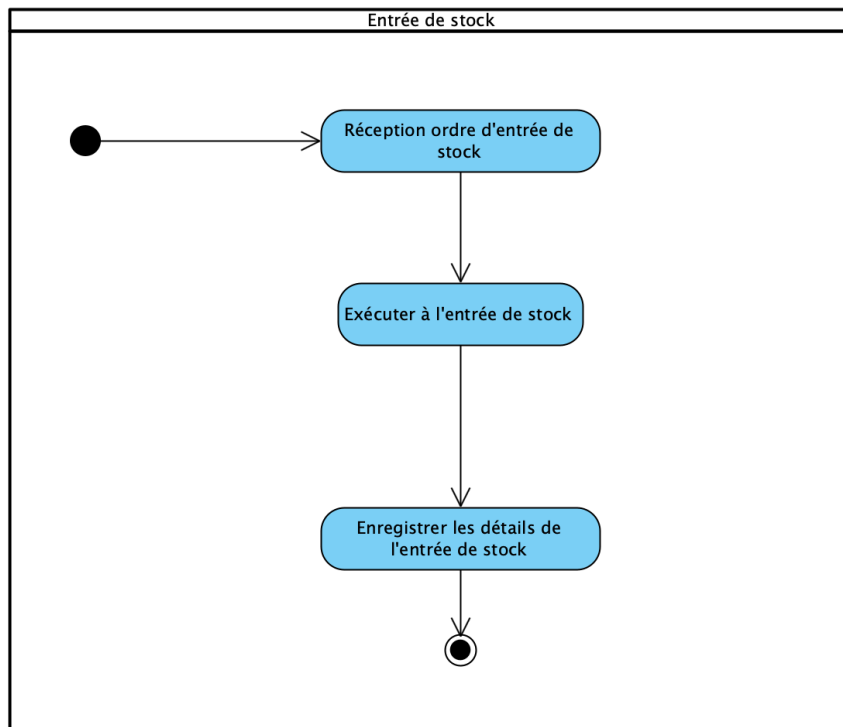 Entrée de stock
Réception ordre d'entrée de
stock
Exécuter à l'entrée de stock
Enregistrer les détails de
l'entrée de stock